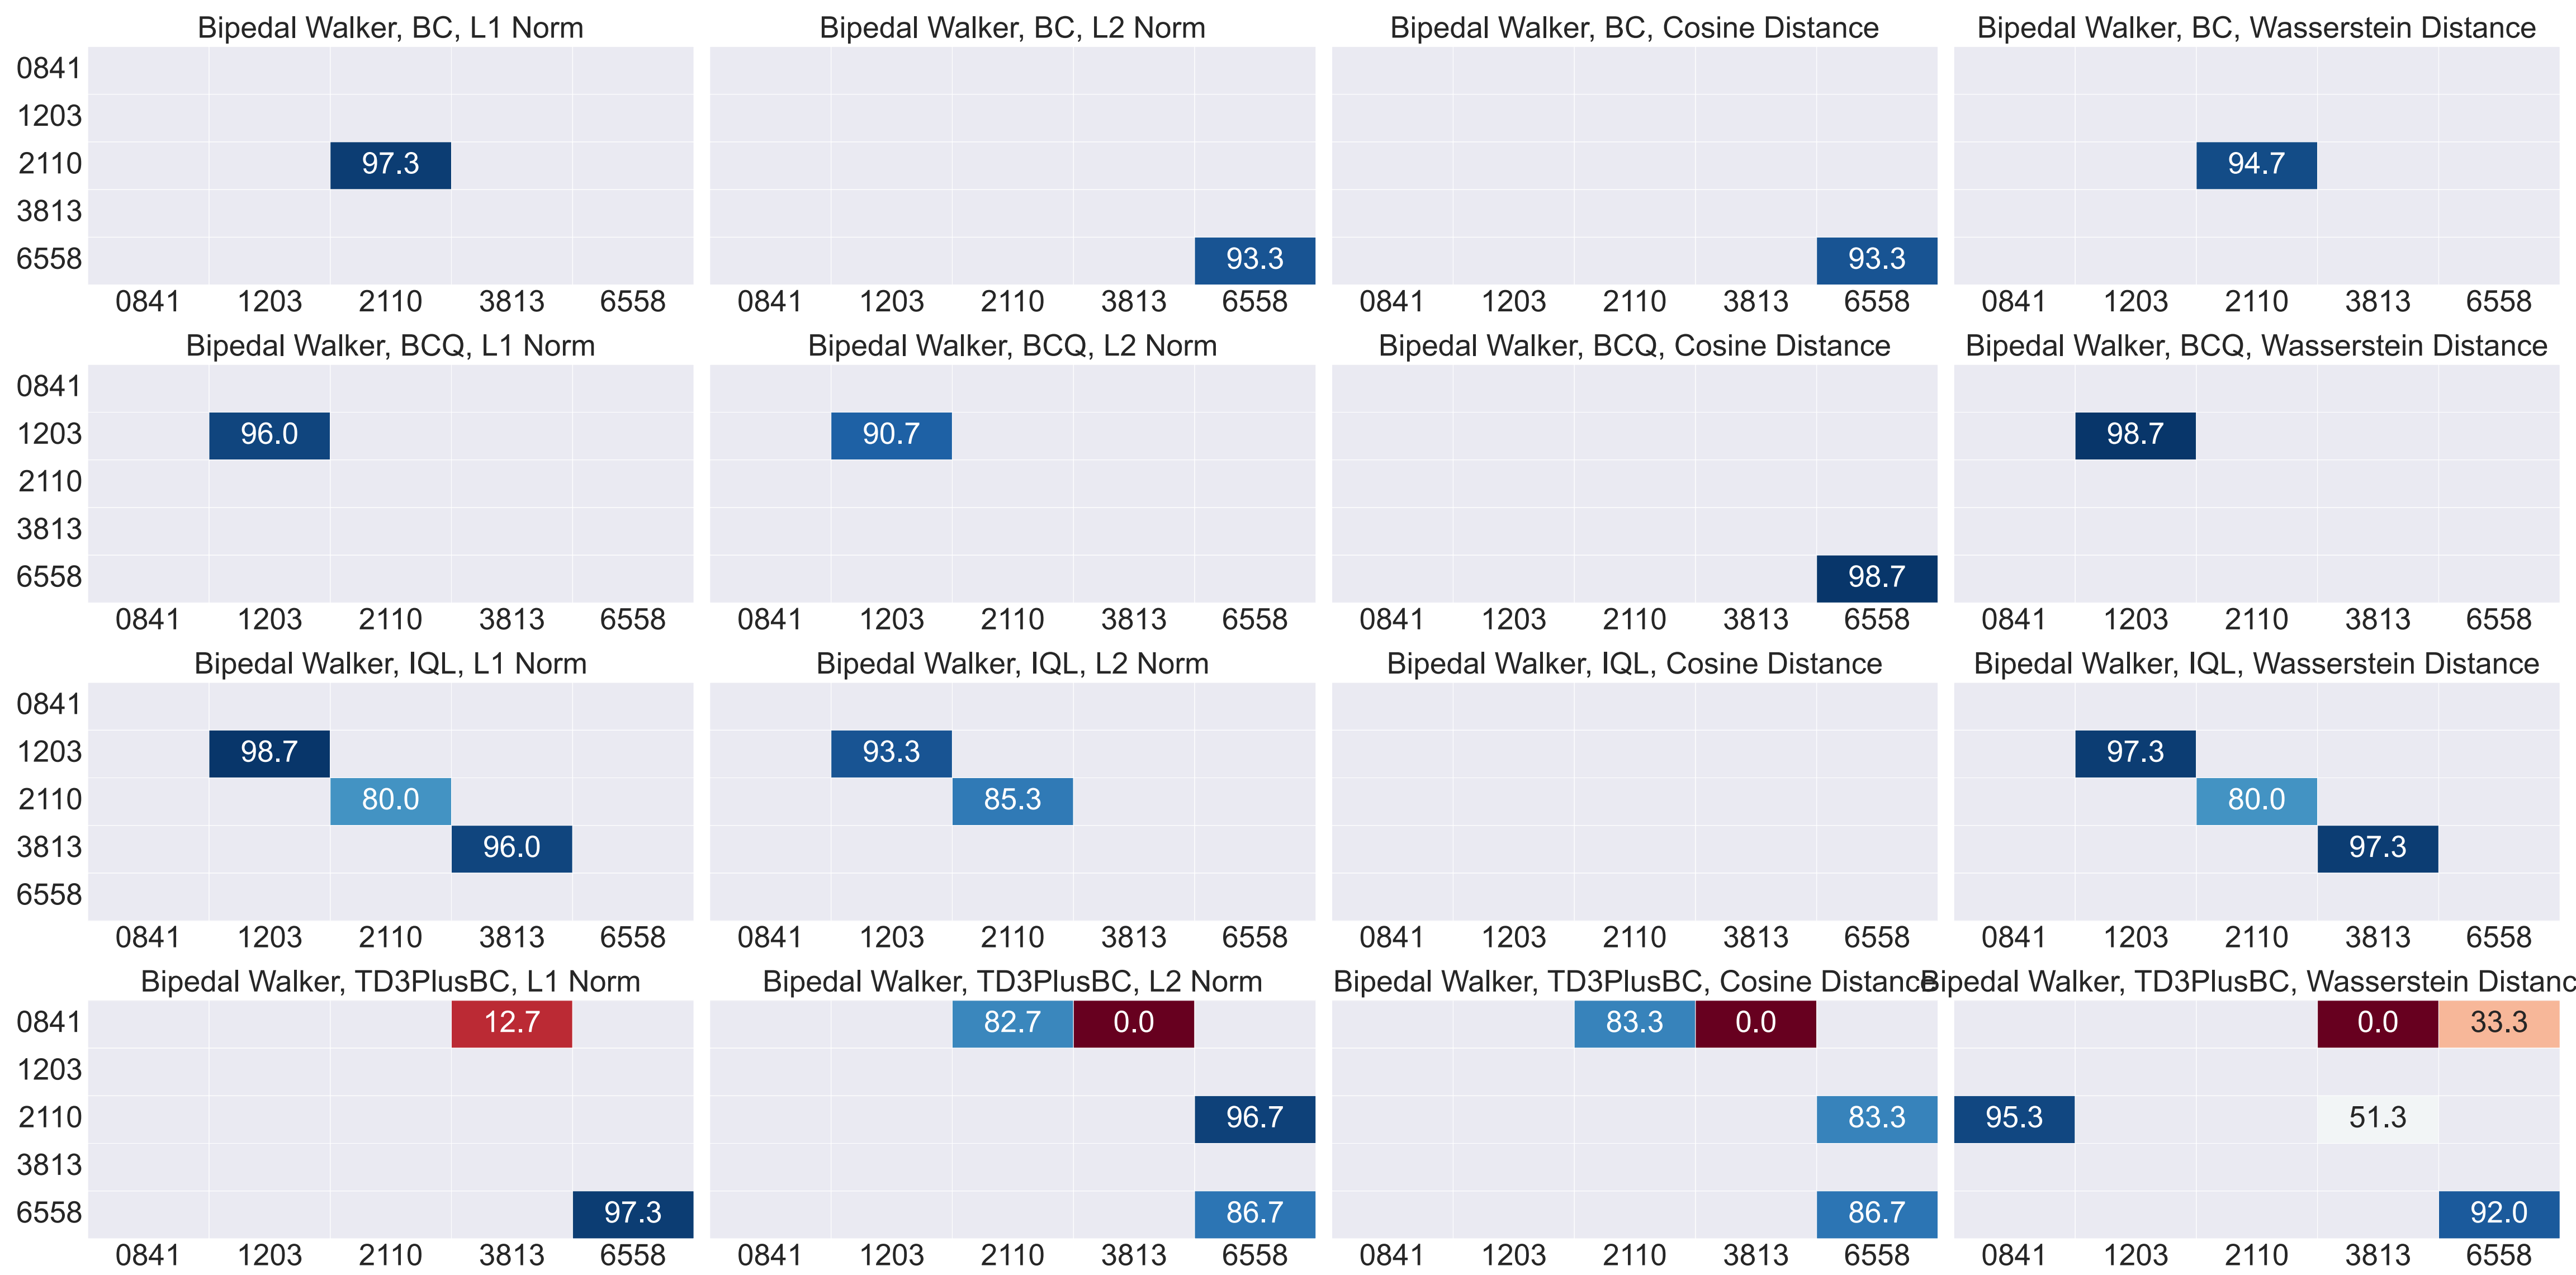 Bipedal Walker, BC, L1 Norm Bipedal Walker, BC, L2 Norm Bipedal Walker, BC, Cosine Distance Bipedal Walker, BC, Wasserstein Distance
0841
1203
2110 97.3 94.7
3813
6558 93.3 93.3
0841 1203 2110 3813 6558 0841 1203 2110 3813 6558 0841 1203 2110 3813 6558 0841 1203 2110 3813 6558
Bipedal Walker, BCQ, L1 Norm Bipedal Walker, BCQ, L2 Norm Bipedal Walker, BCQ, Cosine Distance Bipedal Walker, BCQ, Wasserstein Distance
0841
1203 96.0 90.7 98.7
2110
3813
6558 98.7
0841 1203 2110 3813 6558 0841 1203 2110 3813 6558 0841 1203 2110 3813 6558 0841 1203 2110 3813 6558
Bipedal Walker, IQL, L1 Norm Bipedal Walker, IQL, L2 Norm Bipedal Walker, IQL, Cosine Distance Bipedal Walker, IQL, Wasserstein Distance
0841
1203 98.7 93.3 97.3
2110 80.0 85.3 80.0
3813 96.0 97.3
6558
0841 1203 2110 3813 6558 0841 1203 2110 3813 6558 0841 1203 2110 3813 6558 0841 1203 2110 3813 6558
Bipedal Walker, TD3PlusBC, L1 Norm Bipedal Walker, TD3PlusBC, L2 Norm Bipedal Walker, TD3PlusBC, Cosine Distance Bipedal Walker, TD3PlusBC, Wasserstein Distanc
0841 12.7 82.7 0.0 83.3 0.0 0.0 33.3
1203
2110 96.7 83.3 95.3 51.3
3813
6558 97.3 86.7 86.7 92.0
0841 1203 2110 3813 6558 0841 1203 2110 3813 6558 0841 1203 2110 3813 6558 0841 1203 2110 3813 6558